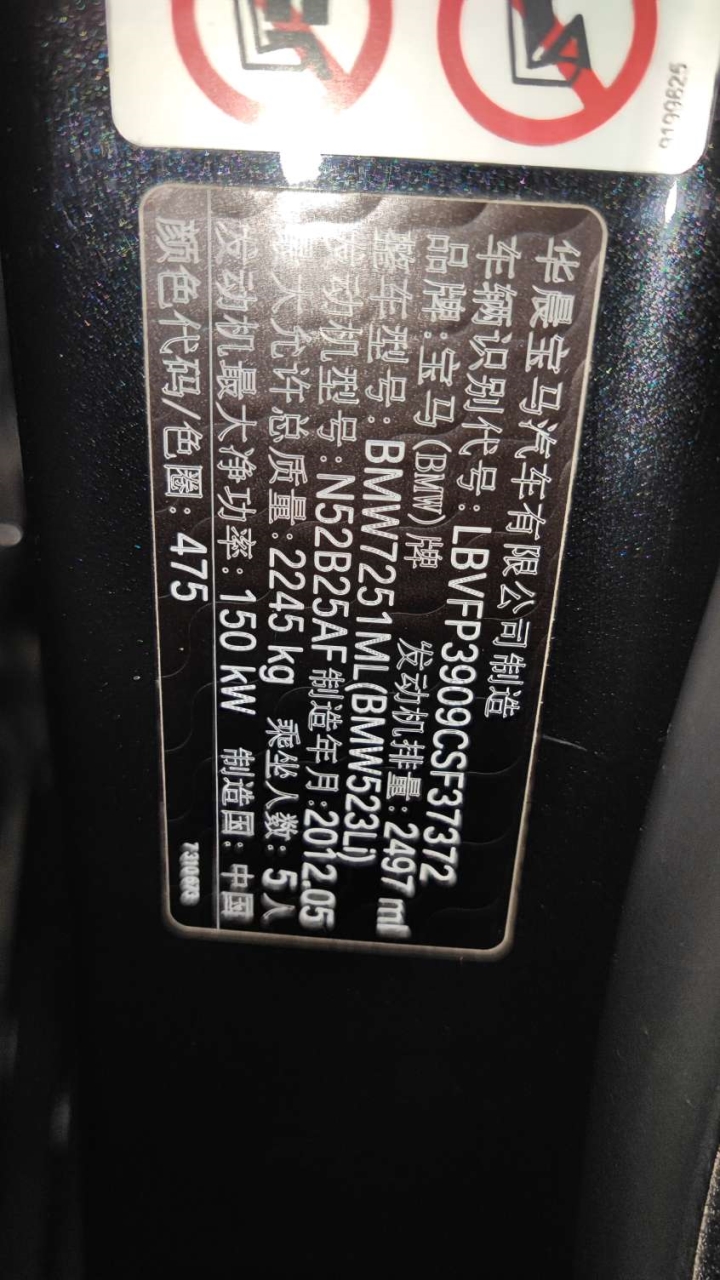 华晨宝马汽车有限公司制造
车辆识别代号:LBVFP3909CSF37372
品牌:宝马(BMW)牌 发动机排量:2497 ml
整车型号:BMW7251ML(BMW523Li)
发动机型号:N52B25AF 制造年月:2012.05
最大允许总质量:2245 kg 乘坐人数:5人
发动机最大净功率:150 kW 制造国:中国
颜色代码/色圈:475
9199625